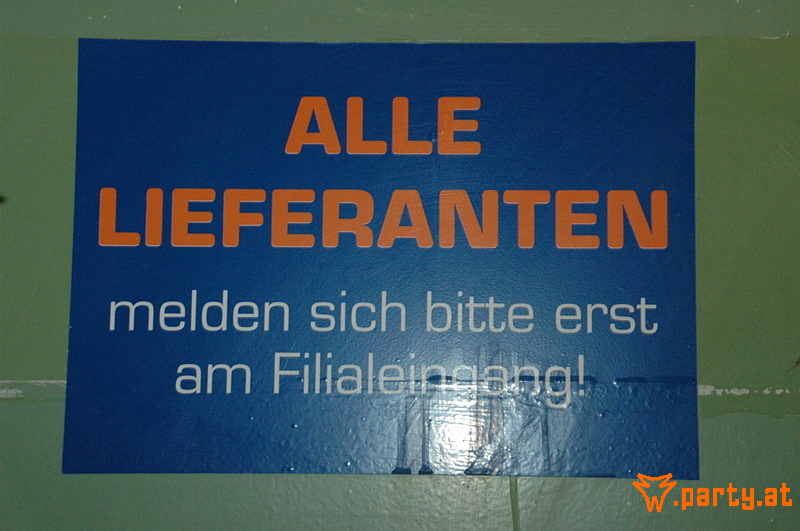 ALLE
LIEFERANTEN
melden sich bitte erst
am Filialeingang!
w.party.at